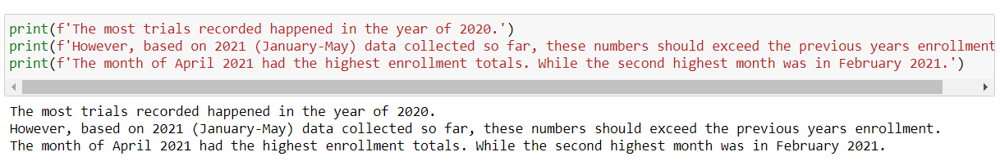 print(f'The most trials recorded happened in the year of 2020.')
print(f'However, based on 2021 (January-May) data collected so far, these numbers should exceed the previous years enrollment
print(f'The month of April 2021 had the highest enrollment totals. While the second highest month was in February 2021.')
The most trials recorded happened in the year of 2020.
However, based on 2021 (January-May) data collected so far, these numbers should exceed the previous years enrollment.
The month of April 2021 had the highest enrollment totals. While the second highest month was in February 2021.